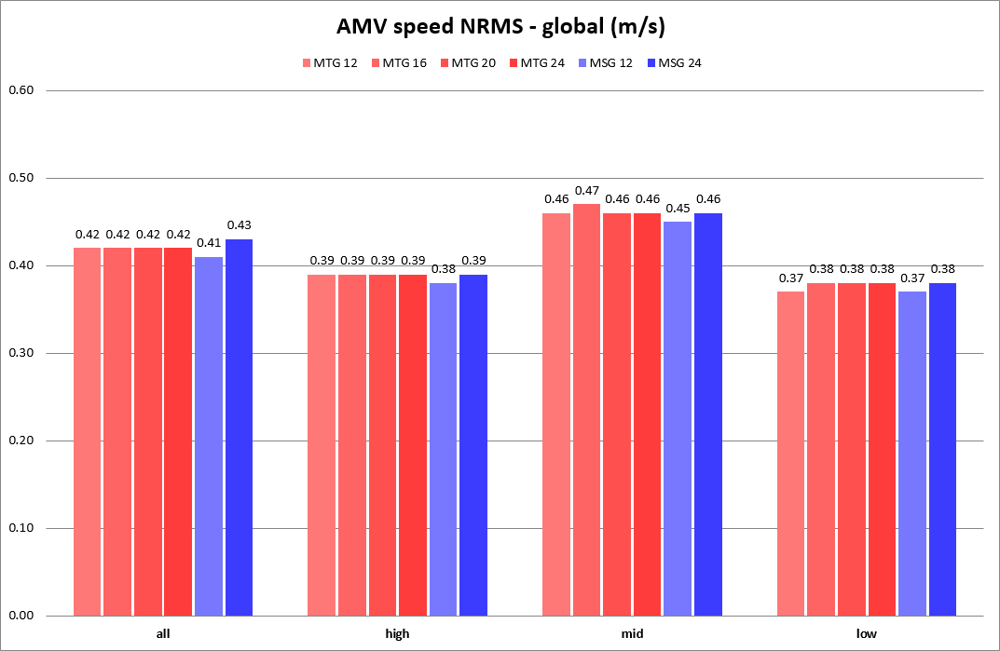 AMV speed NRMS - global (m/s)
MTG 12 MTG 16 MTG 20 MTG 24 MSG 12 MSG 24
0.60
0.50
0.40
0.30
0.20
0.10
0.00
0.42 0.42 0.42 0.42 0.41 0.43
0.39 0.39 0.39 0.39 0.38 0.39
0.46 0.47 0.46 0.46 0.45 0.46
0.37 0.38 0.38 0.38 0.37 0.38
all high mid low